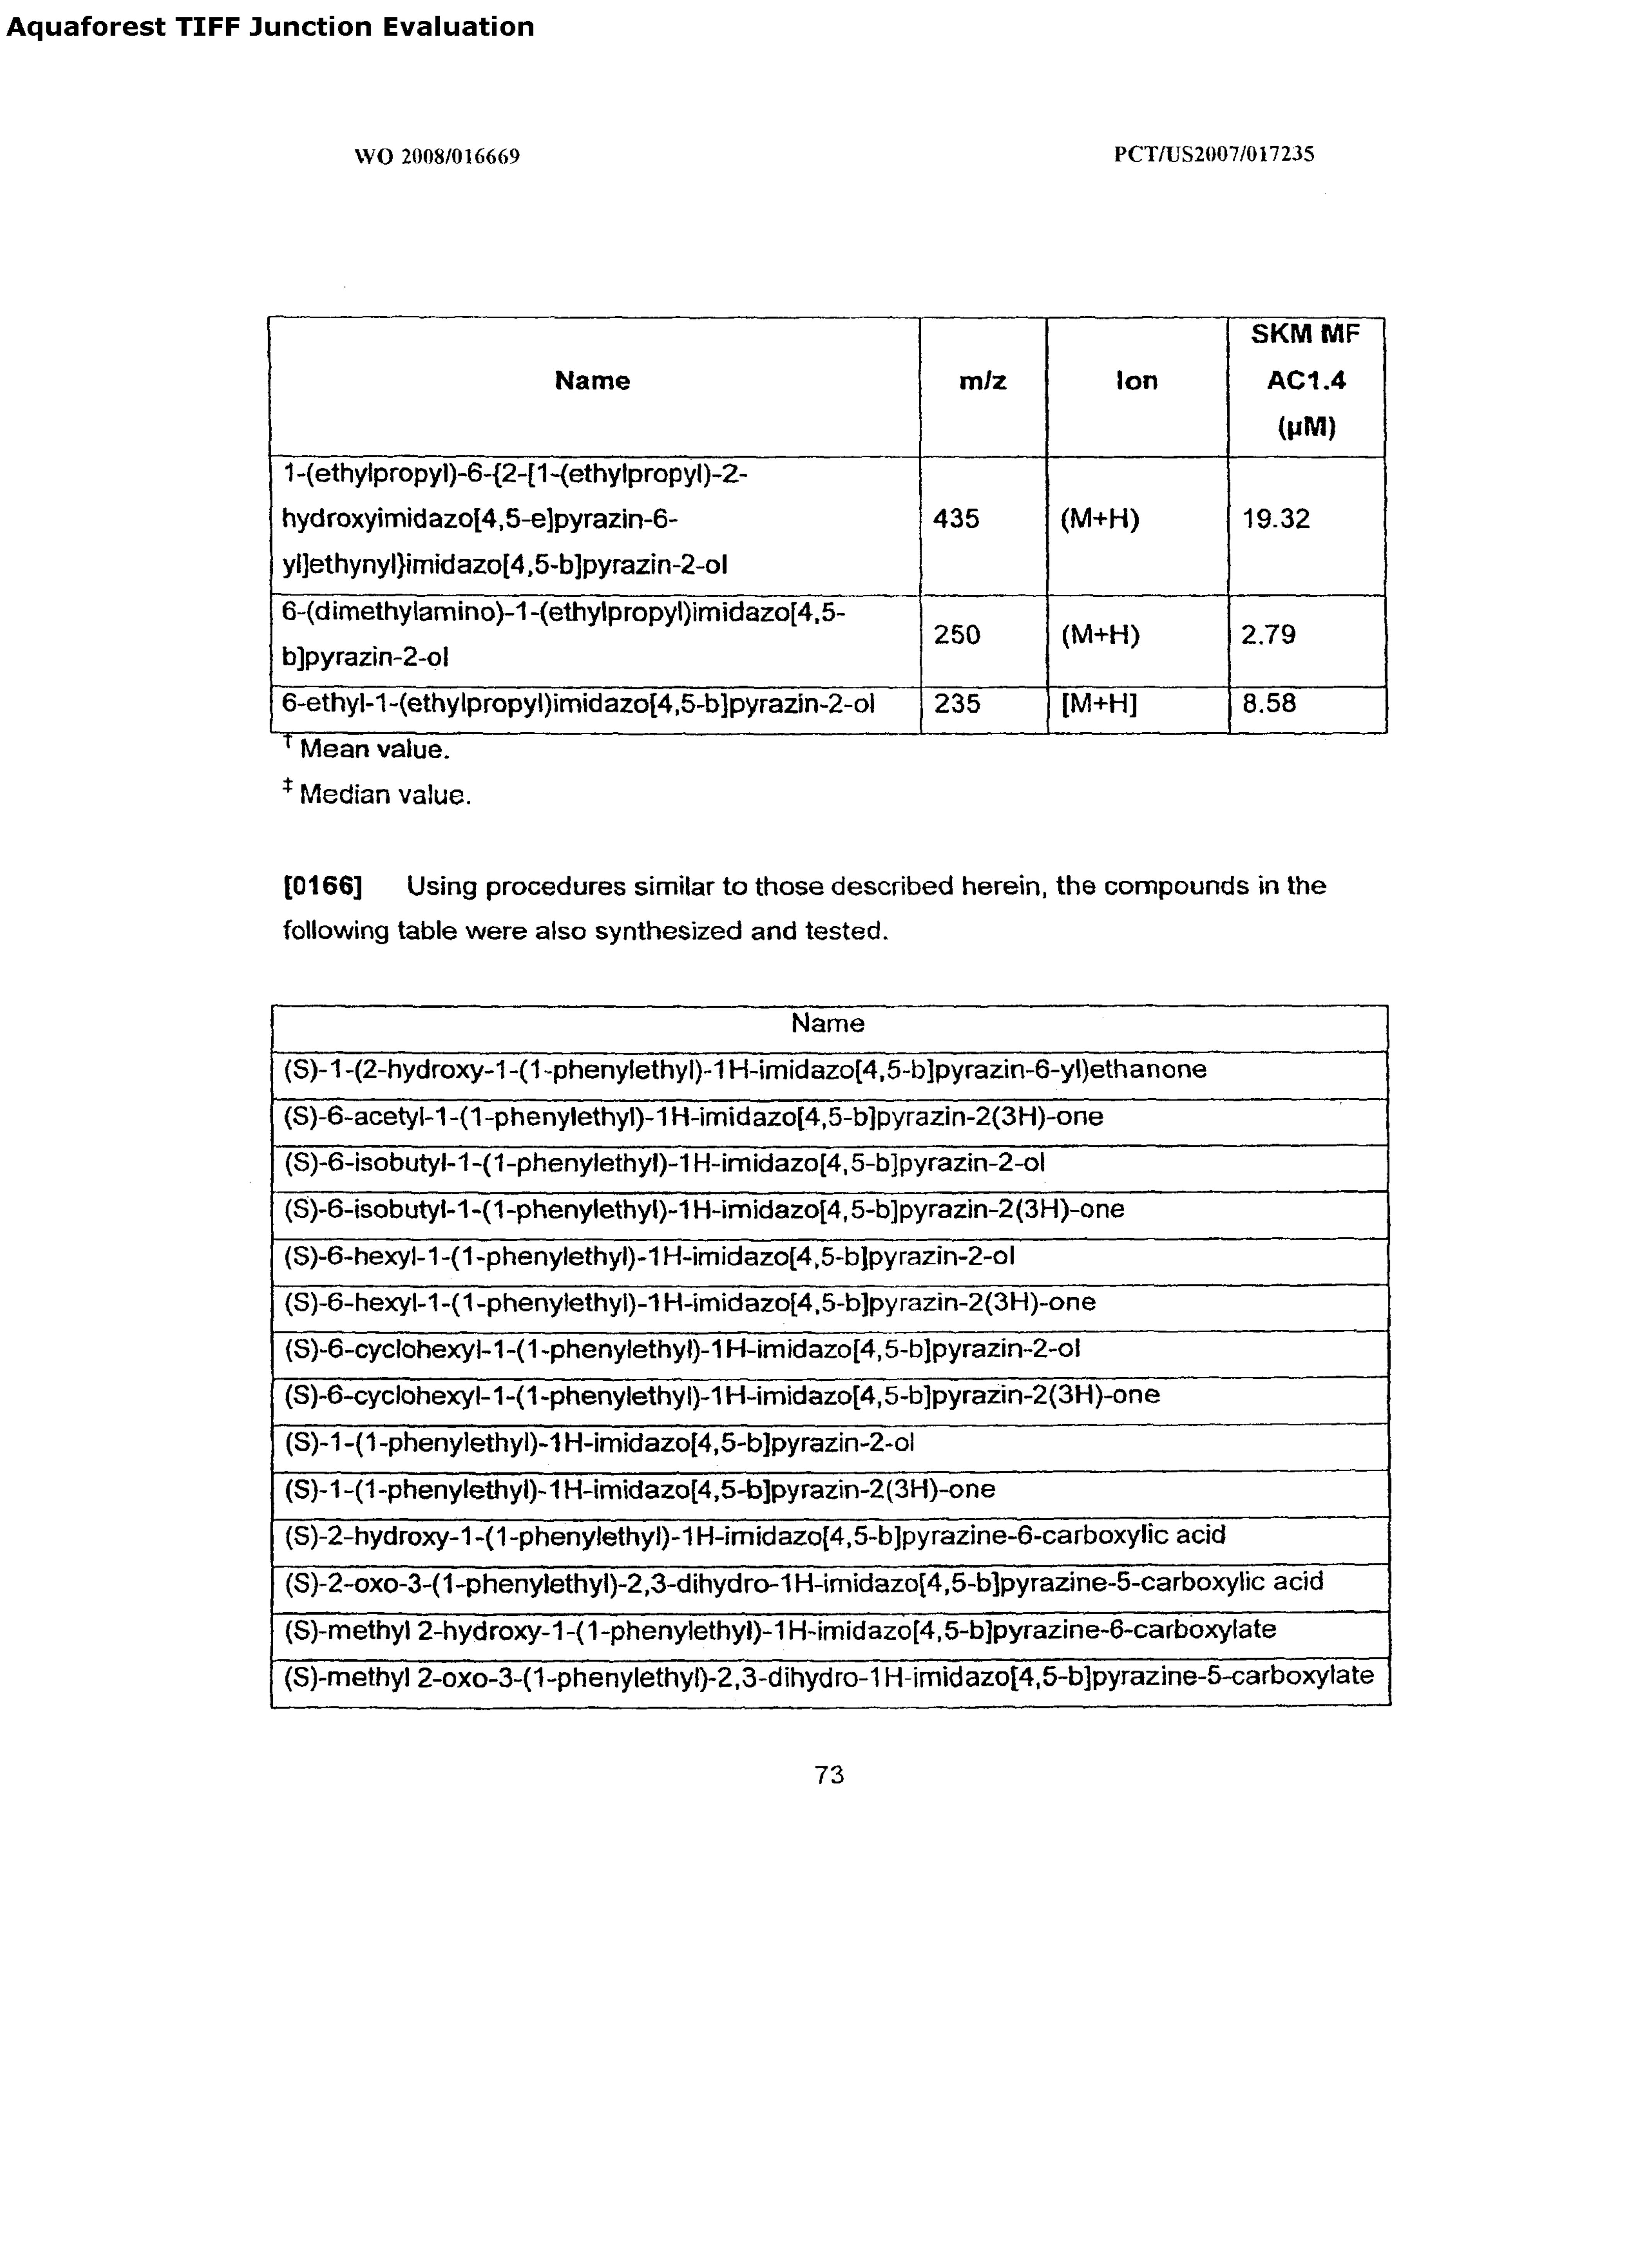 Aquaforest TIFF Junction Evaluation
WO 2008/016669 PCT/US2007/017235
Name m/z Ion SKM MF AC1.4 (µM)
1-(ethylpropyl)-6-{2-[1-(ethylpropyl)-2-
hydroxyimidazo[4,5-e]pyrazin-6- 435 (M+H) 19.32
yl]ethynyl}imidazo[4,5-b]pyrazin-2-ol
6-(dimethylamino)-1-(ethylpropyl)imidazo[4,5-
250 (M+H) 2.79
b]pyrazin-2-ol
6-ethyl-1-(ethylpropyl)imidazo[4,5-b]pyrazin-2-ol 235 [M+H] 8.58
† Mean value.
‡ Median value.
[0166] Using procedures similar to those described herein, the compounds in the
following table were also synthesized and tested.
Name
(S)-1-(2-hydroxy-1-(1-phenylethyl)-1H-imidazo[4,5-b]pyrazin-6-yl)ethanone
(S)-6-acetyl-1-(1-phenylethyl)-1H-imidazo[4,5-b]pyrazin-2(3H)-one
(S)-6-isobutyl-1-(1-phenylethyl)-1H-imidazo[4,5-b]pyrazin-2-ol
(S)-6-isobutyl-1-(1-phenylethyl)-1H-imidazo[4,5-b]pyrazin-2(3H)-one
(S)-6-hexyl-1-(1-phenylethyl)-1H-imidazo[4,5-b]pyrazin-2-ol
(S)-6-hexyl-1-(1-phenylethyl)-1H-imidazo[4,5-b]pyrazin-2(3H)-one
(S)-6-cyclohexyl-1-(1-phenylethyl)-1H-imidazo[4,5-b]pyrazin-2-ol
(S)-6-cyclohexyl-1-(1-phenylethyl)-1H-imidazo[4,5-b]pyrazin-2(3H)-one
(S)-1-(1-phenylethyl)-1H-imidazo[4,5-b]pyrazin-2-ol
(S)-1-(1-phenylethyl)-1H-imidazo[4,5-b]pyrazin-2(3H)-one
(S)-2-hydroxy-1-(1-phenylethyl)-1H-imidazo[4,5-b]pyrazine-6-carboxylic acid
(S)-2-oxo-3-(1-phenylethyl)-2,3-dihydro-1H-imidazo[4,5-b]pyrazine-5-carboxylic acid
(S)-methyl 2-hydroxy-1-(1-phenylethyl)-1H-imidazo[4,5-b]pyrazine-6-carboxylate
(S)-methyl 2-oxo-3-(1-phenylethyl)-2,3-dihydro-1H-imidazo[4,5-b]pyrazine-5-carboxylate
73